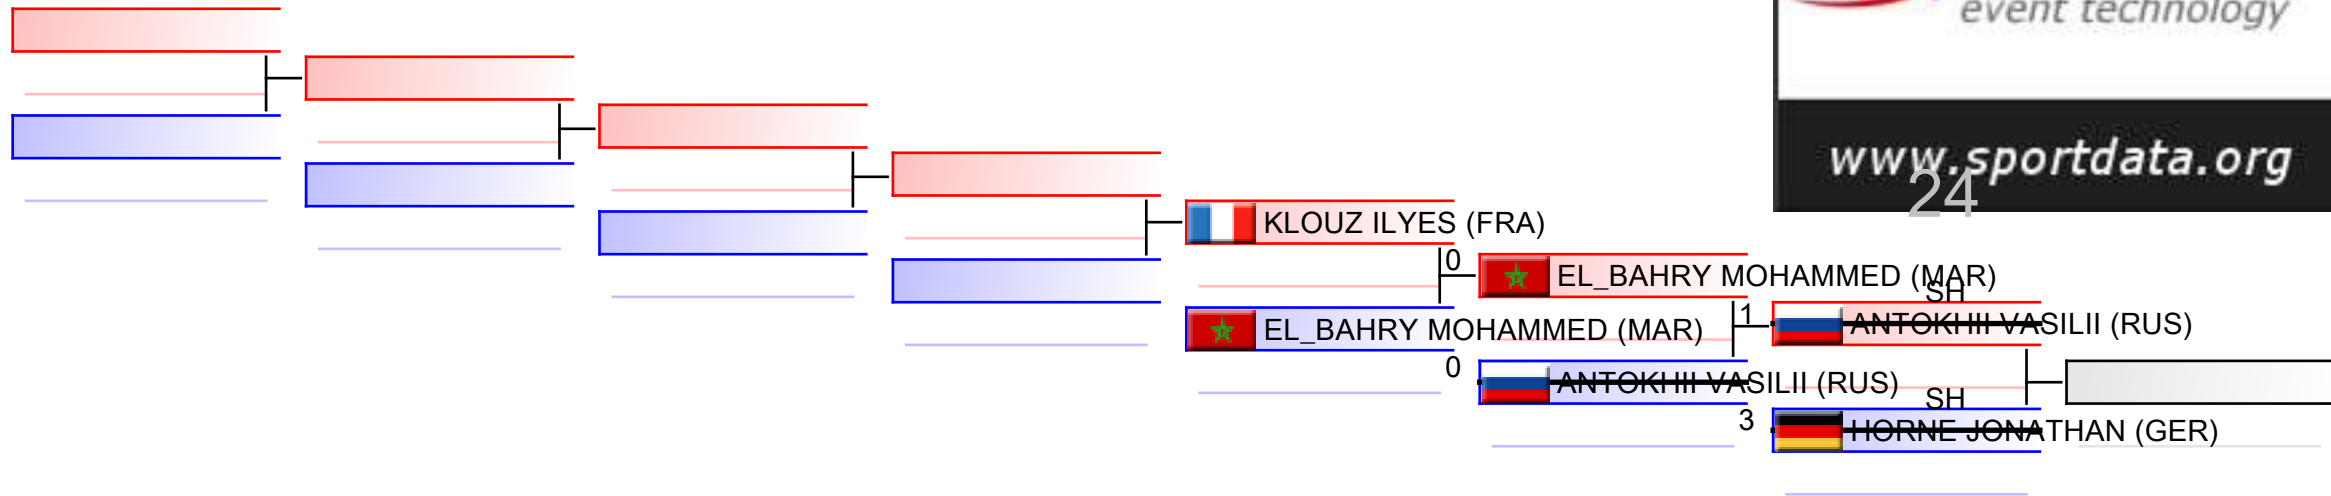 event technology
www.sportdata.org
24
KLOUZ ILYES (FRA)
0
EL_BAHRY MOHAMMED (MAR)
SH
EL_BAHRY MOHAMMED (MAR)
1
ANTOKHII VASILII (RUS)
0
ANTOKHII VASILII (RUS)
SH
3
HORNE JONATHAN (GER)